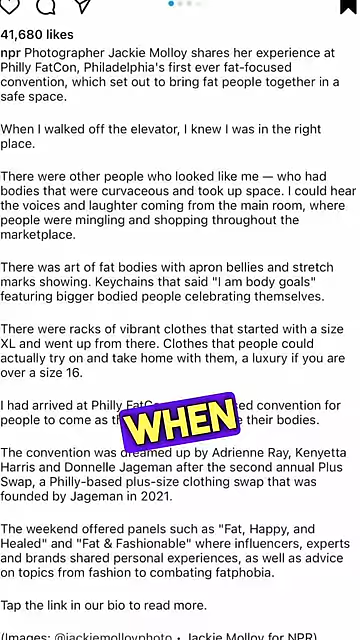 41,680 likes
npr Photographer Jackie Molloy shares her experience at
Philly FatCon, Philadelphia's first ever fat-focused
convention, which set out to bring fat people together in a
safe space.
When I walked off the elevator, I knew I was in the right
place.
There were other people who looked like me — who had
bodies that were curvaceous and took up space. I could hear
the voices and laughter coming from the main room, where
people were mingling and shopping throughout the
marketplace.
There was art of fat bodies with apron bellies and stretch
marks showing. Keychains that said "I am body goals"
featuring bigger bodied people celebrating themselves.
There were racks of vibrant clothes that started with a size
XL and went up from there. Clothes that people could
actually try on and take home with them, a luxury if you are
over a size 16.
I had arrived at Philly convention for
people to come as their bodies.
WHEN
The convention was dreamed up by Adrienne Ray, Kenyetta
Harris and Donnelle Jageman after the second annual Plus
Swap, a Philly-based plus-size clothing swap that was
founded by Jageman in 2021.
The weekend offered panels such as "Fat, Happy, and
Healed" and "Fat & Fashionable" where influencers, experts
and brands shared personal experiences, as well as advice
on topics from fashion to combating fatphobia.
Tap the link in our bio to read more.
(Images: @jackiemolloyphoto • Jackie Molloy for NPR)